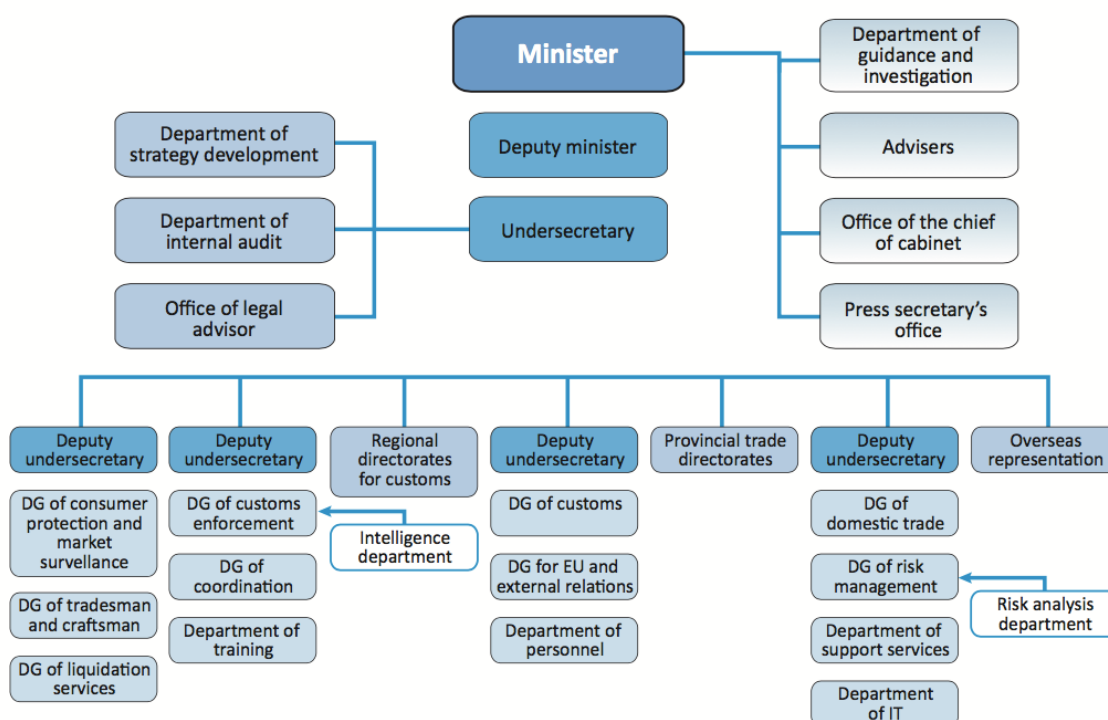 Minister
Department of
guidance and
investigation
Department of
strategy development
Deputy minister
Advisers
Department of
internal audit
Undersecretary
Office of the chief
of cabinet
Office of legal
advisor
Press secretary's
office
Deputy
undersecretary
Deputy
undersecretary
Regional
directorates
for customs
Deputy
undersecretary
Provincial trade
directorates
Deputy
undersecretary
Overseas
representation
DG of consumer
protection and
market
survellance
DG of tradesman
and craftsman
DG of liquidation
services
DG of customs
enforcement
Intelligence
department
DG of
coordination
Department of
training
DG of customs
DG for EU and
external relations
Department of
personnel
DG of
domestic trade
DG of risk
management
Risk analysis
department
Department of
support services
Department
of IT